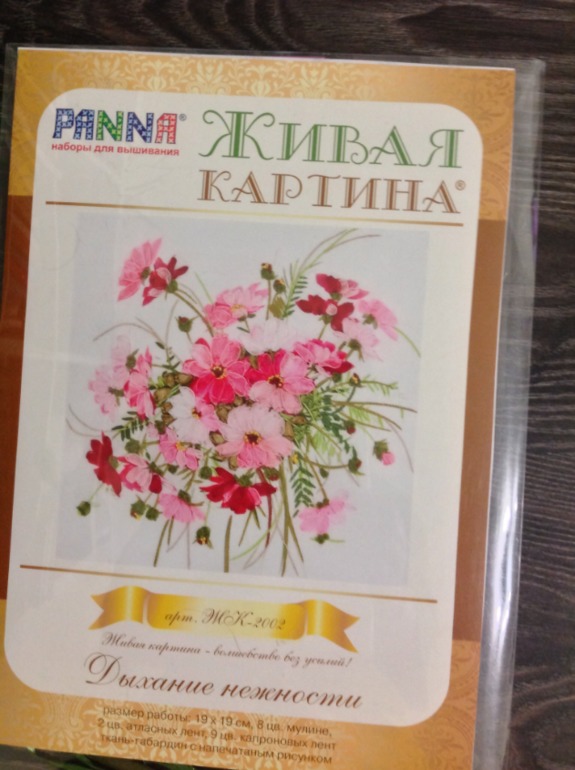 PANNA®
наборы для вышивания
ЖИВАЯ
КАРТИНА®
арт. ЖК-2002
Живая картина - волшебство без усилий!
Дыхание нежности
размер работы: 19 х 19 см, 8 цв. мулине,
2 цв. атласных лент, 9 цв. капроновых лент
ткань-габардин с напечатаным рисунком